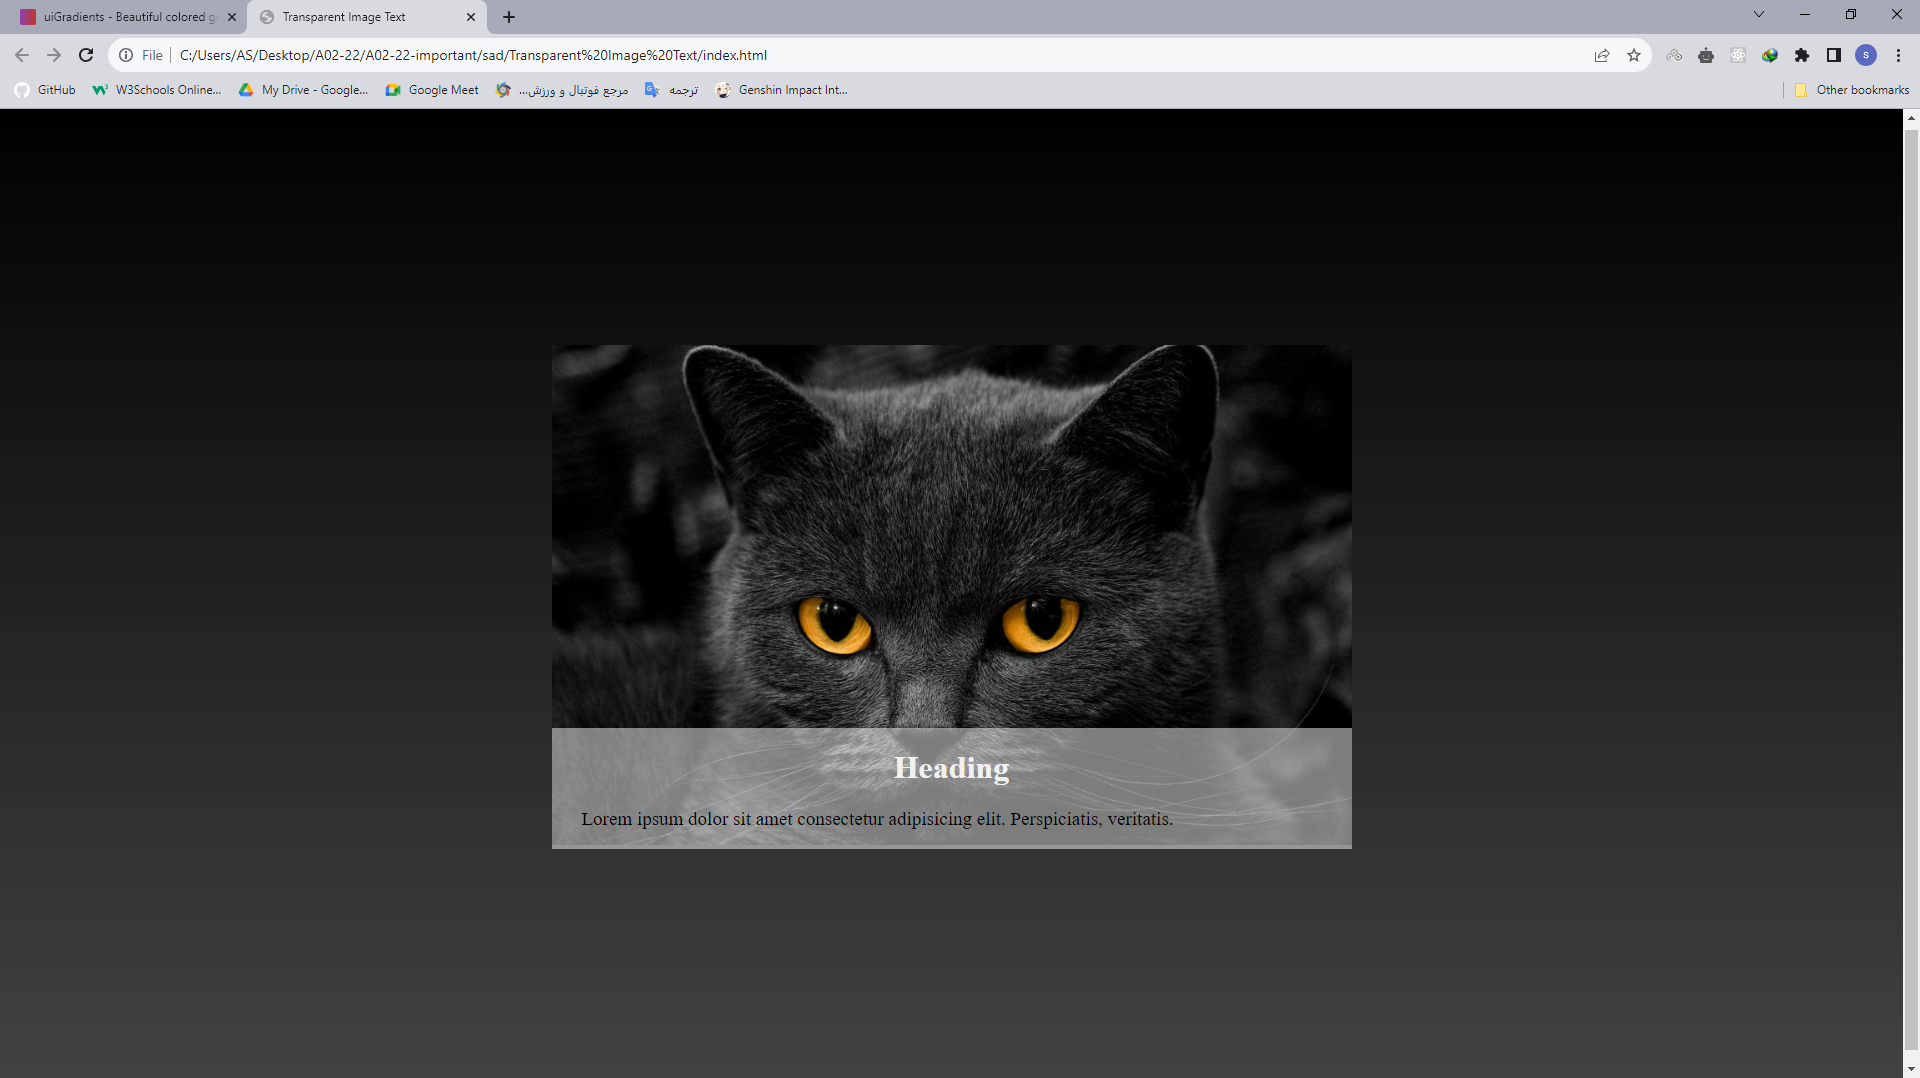 uiGradients - Beautiful colored g
Transparent Image Text
File
C:/Users/AS/Desktop/A02-22/A02-22-important/sad/Transparent%20Image%20Text/index.html
S
GitHub
W3Schools Online...
My Drive - Google...
Google Meet
مرجع فوتبال و ورزش...
ترجمه
Genshin Impact Int...
Other bookmarks
Heading
Lorem ipsum dolor sit amet consectetur adipisicing elit. Perspiciatis, veritatis.